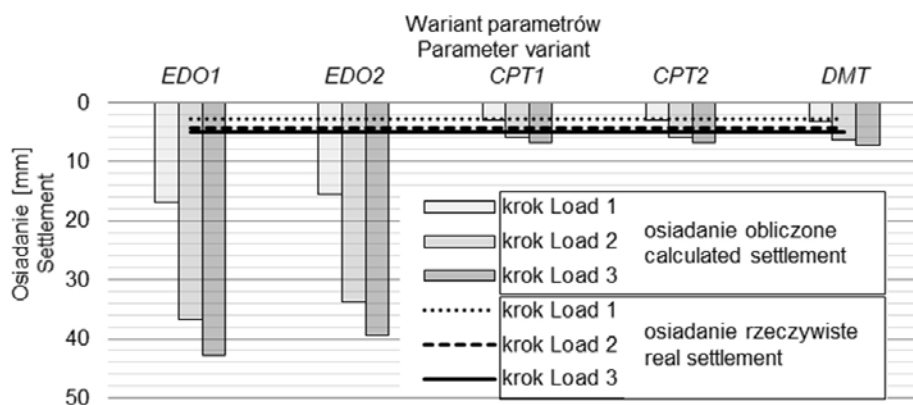 Wariant parametrów
Parameter variant
EDO1 EDO2 CPT1 CPT2 DMT
Osiadanie [mm]
Settlement
0
10
20
30
40
50
krok Load 1
krok Load 2
krok Load 3
osiadanie obliczone
calculated settlement
krok Load 1
krok Load 2
krok Load 3
osiadanie rzeczywiste
real settlement